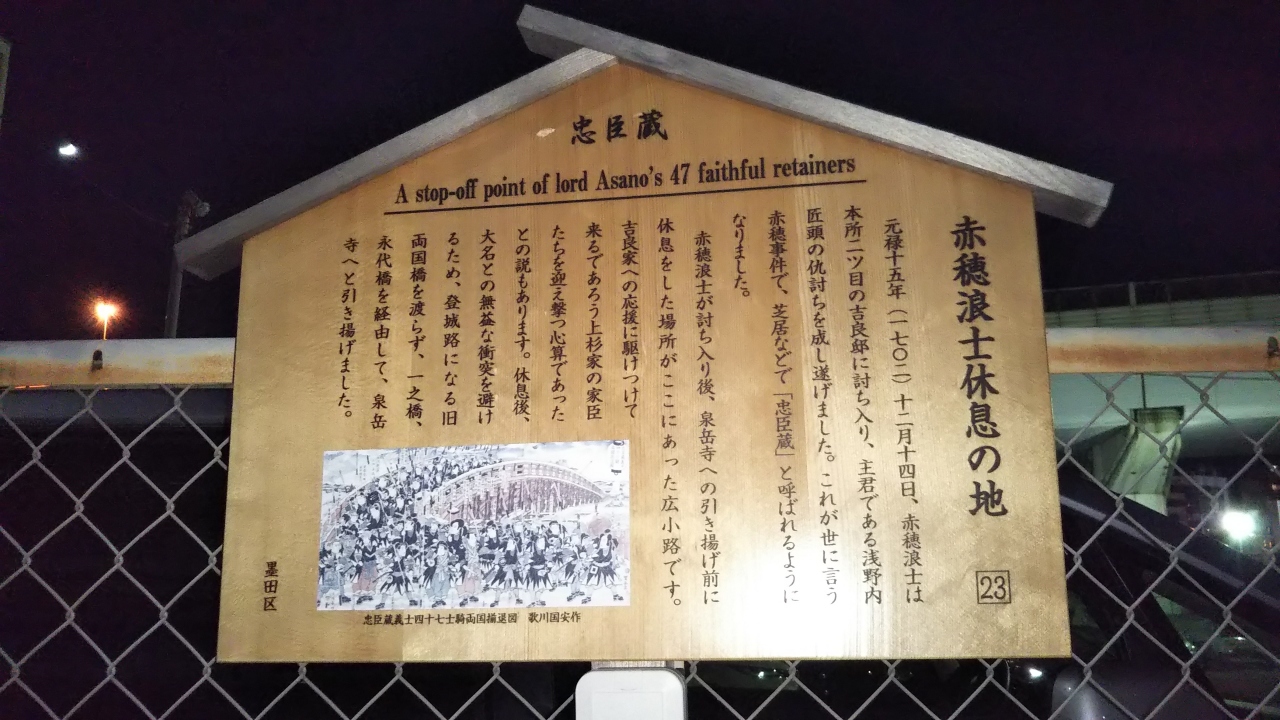 忠臣蔵
A stop-off point of lord Asano's 47 faithful retainers
赤穂浪士休息の地
23
元禄十五年（一七〇二）十二月十四日、赤穂浪士は
本所二ツ目の吉良邸に討ち入り、主君である浅野内
匠頭の仇討ちを成し遂げました。これが世に言う
赤穂事件で、芝居などで「忠臣蔵」と呼ばれるように
なりました。
赤穂浪士が討ち入り後、泉岳寺への引き揚げ前に
休息をした場所がここにあった広小路です。
吉良家への応援に駆けつけて
来るであろう上杉家の家臣
たちを迎え撃つ心算であった
との説もあります。休息後、
大名との無益な衝突を避け
るため、登城路になる旧
両国橋を渡らず、一之橋、
永代橋を経由して、泉岳
寺へと引き揚げました。
忠臣蔵義士四十七士騎両国揃退図　歌川国安作
墨田区